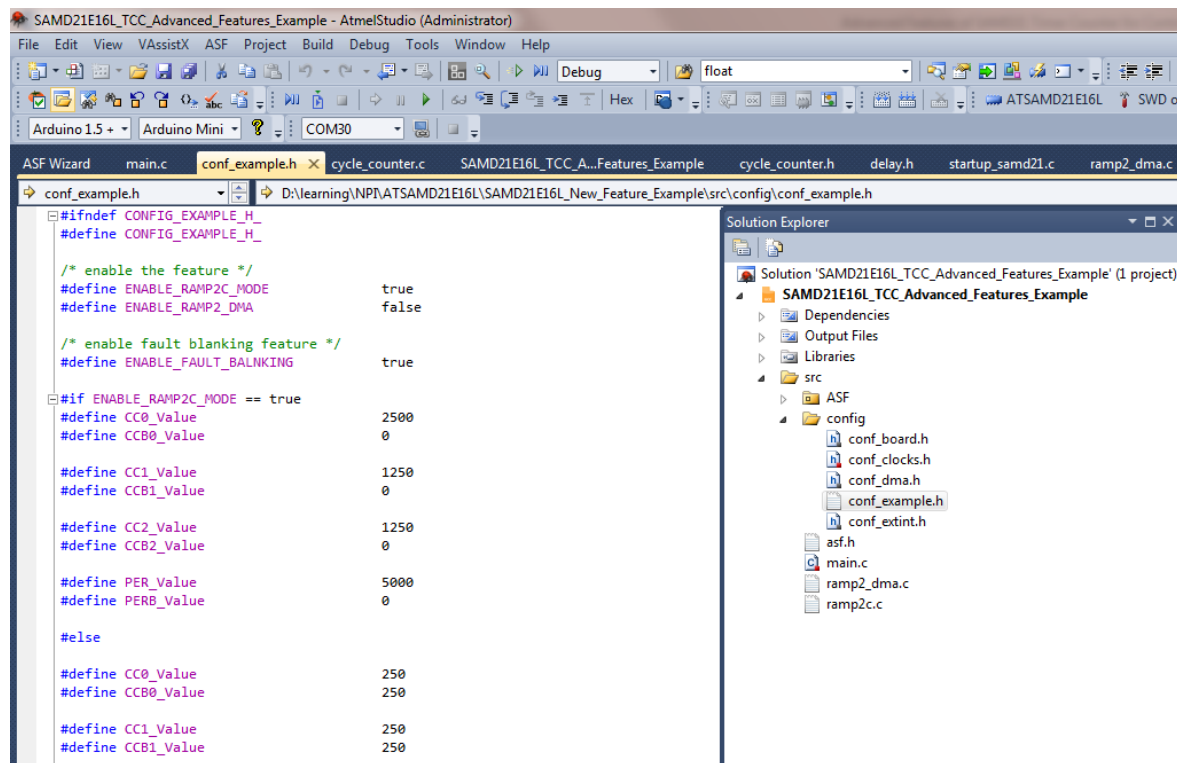 SAMD21E16L_TCC_Advanced_Features_Example - AtmelStudio (Administrator)
File Edit View VAssistX ASF Project Build Debug Tools Window Help
Debug float
Hex ATSAMD21E16L SWD o
Arduino 1.5 + Arduino Mini COM30
ASF Wizard main.c conf_example.h cycle_counter.c SAMD21E16L_TCC_A...Features_Example cycle_counter.h delay.h startup_samd21.c ramp2_dma.c
conf_example.h D:\learning\NPI\ATSAMD21E16L\SAMD21E16L_New_Feature_Example\src\config\conf_example.h
#ifndef CONFIG_EXAMPLE_H_
#define CONFIG_EXAMPLE_H_
/* enable the feature */
#define ENABLE_RAMP2C_MODE true
#define ENABLE_RAMP2_DMA false
/* enable fault blanking feature */
#define ENABLE_FAULT_BALNKING true
#if ENABLE_RAMP2C_MODE == true
#define CC0_Value 2500
#define CCB0_Value 0
#define CC1_Value 1250
#define CCB1_Value 0
#define CC2_Value 1250
#define CCB2_Value 0
#define PER_Value 5000
#define PERB_Value 0
#else
#define CC0_Value 250
#define CCB0_Value 250
#define CC1_Value 250
#define CCB1_Value 250
Solution Explorer
Solution 'SAMD21E16L_TCC_Advanced_Features_Example' (1 project)
SAMD21E16L_TCC_Advanced_Features_Example
Dependencies
Output Files
Libraries
src
ASF
config
conf_board.h
conf_clocks.h
conf_dma.h
conf_example.h
conf_extint.h
asf.h
main.c
ramp2_dma.c
ramp2c.c